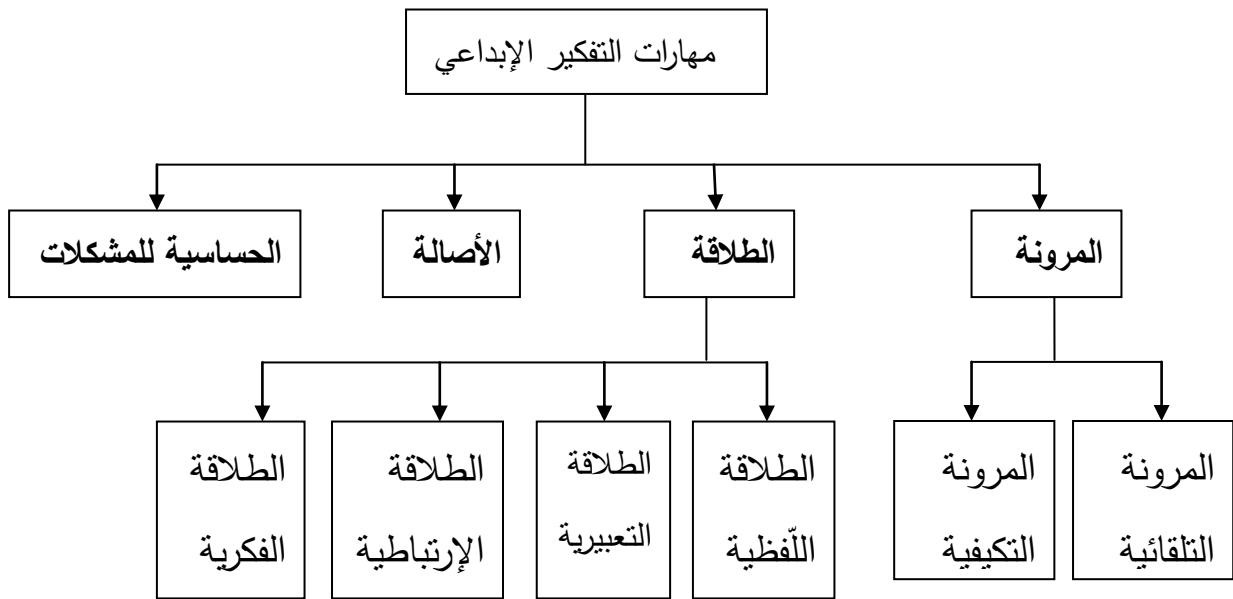 مهارات التفكير الإبداعي
المرونة
الطلاقة
الأصالة
الحساسية للمشكلات
المرونة
التلقائية
المرونة
التكيفية
الطلاقة
اللّفظية
الطلاقة
التعبيرية
الطلاقة
الإرتباطية
الطلاقة
الفكرية